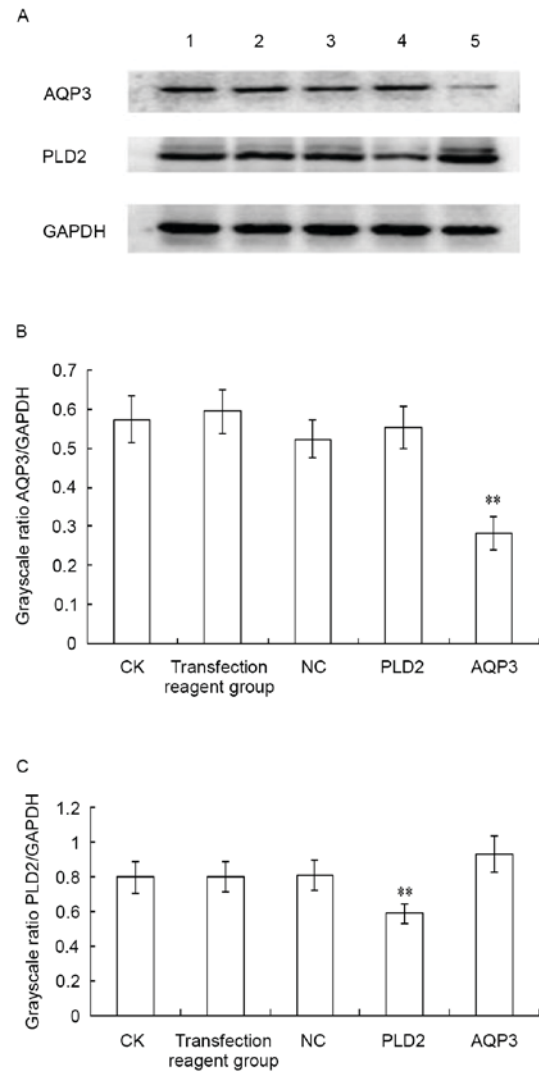 A
1 2 3 4 5
AQP3
PLD2
GAPDH
B
Grayscale ratio AQP3/GAPDH
0.7
0.6
0.5
0.4
0.3
0.2
0.1
0
**
CK Transfection NC PLD2 AQP3
reagent group
C
Grayscale ratio PLD2/GAPDH
1.2
1
0.8
0.6
0.4
0.2
0
**
CK Transfection NC PLD2 AQP3
reagent group